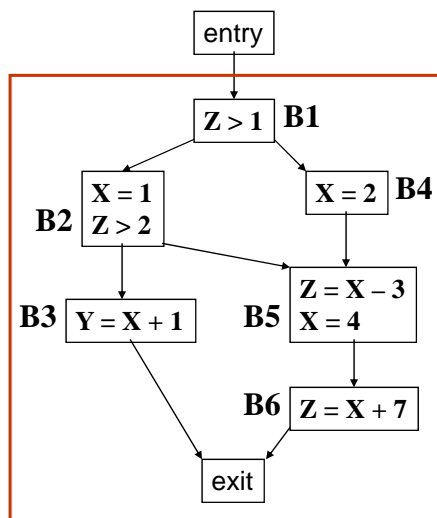 entry
Z > 1
B1
X = 1
Z > 2
B2
X = 2
B4
Y = X + 1
B3
Z = X – 3
X = 4
B5
B6
Z = X + 7
exit